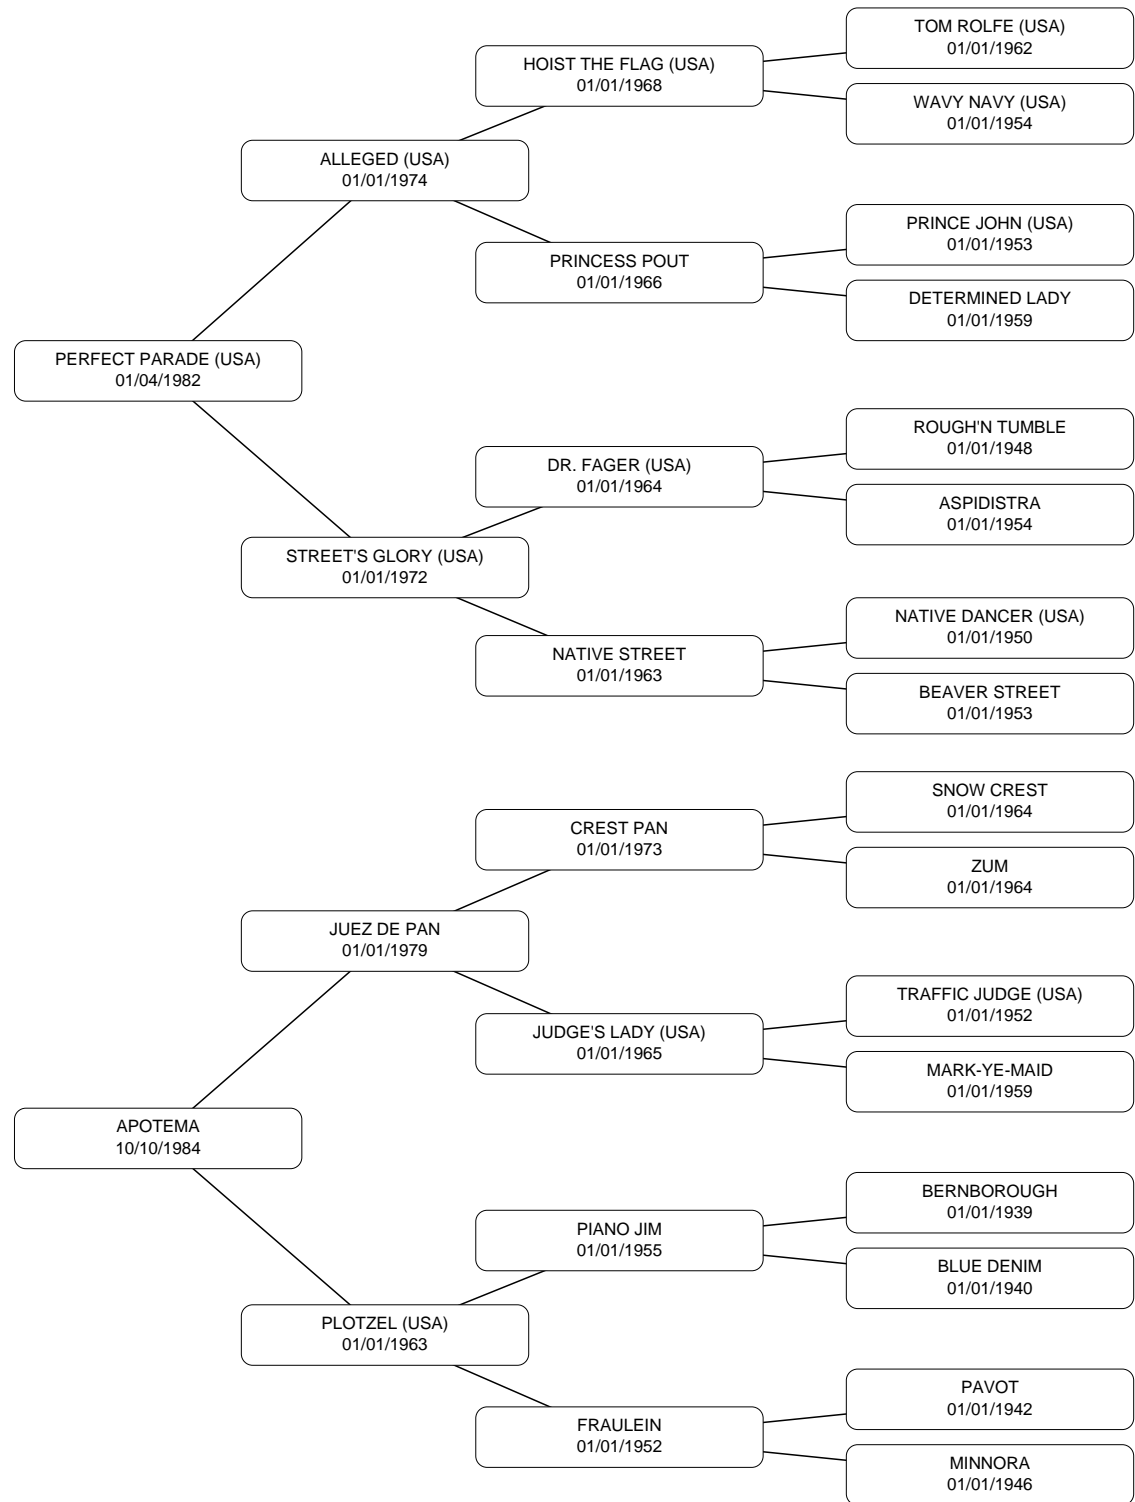 TOM ROLFE (USA)
01/01/1962
HOIST THE FLAG (USA)
01/01/1968
WAVY NAVY (USA)
01/01/1954
ALLEGED (USA)
01/01/1974
PRINCE JOHN (USA)
01/01/1953
PRINCESS POUT
01/01/1966
DETERMINED LADY
01/01/1959
PERFECT PARADE (USA)
01/04/1982
ROUGH'N TUMBLE
01/01/1948
DR. FAGER (USA)
01/01/1964
ASPIDISTRA
01/01/1954
STREET'S GLORY (USA)
01/01/1972
NATIVE DANCER (USA)
01/01/1950
NATIVE STREET
01/01/1963
BEAVER STREET
01/01/1953
SNOW CREST
01/01/1964
CREST PAN
01/01/1973
ZUM
01/01/1964
JUEZ DE PAN
01/01/1979
TRAFFIC JUDGE (USA)
01/01/1952
JUDGE'S LADY (USA)
01/01/1965
MARK-YE-MAID
01/01/1959
APOTEMA
10/10/1984
BERNBOROUGH
01/01/1939
PIANO JIM
01/01/1955
BLUE DENIM
01/01/1940
PLOTZEL (USA)
01/01/1963
PAVOT
01/01/1942
FRAULEIN
01/01/1952
MINNORA
01/01/1946